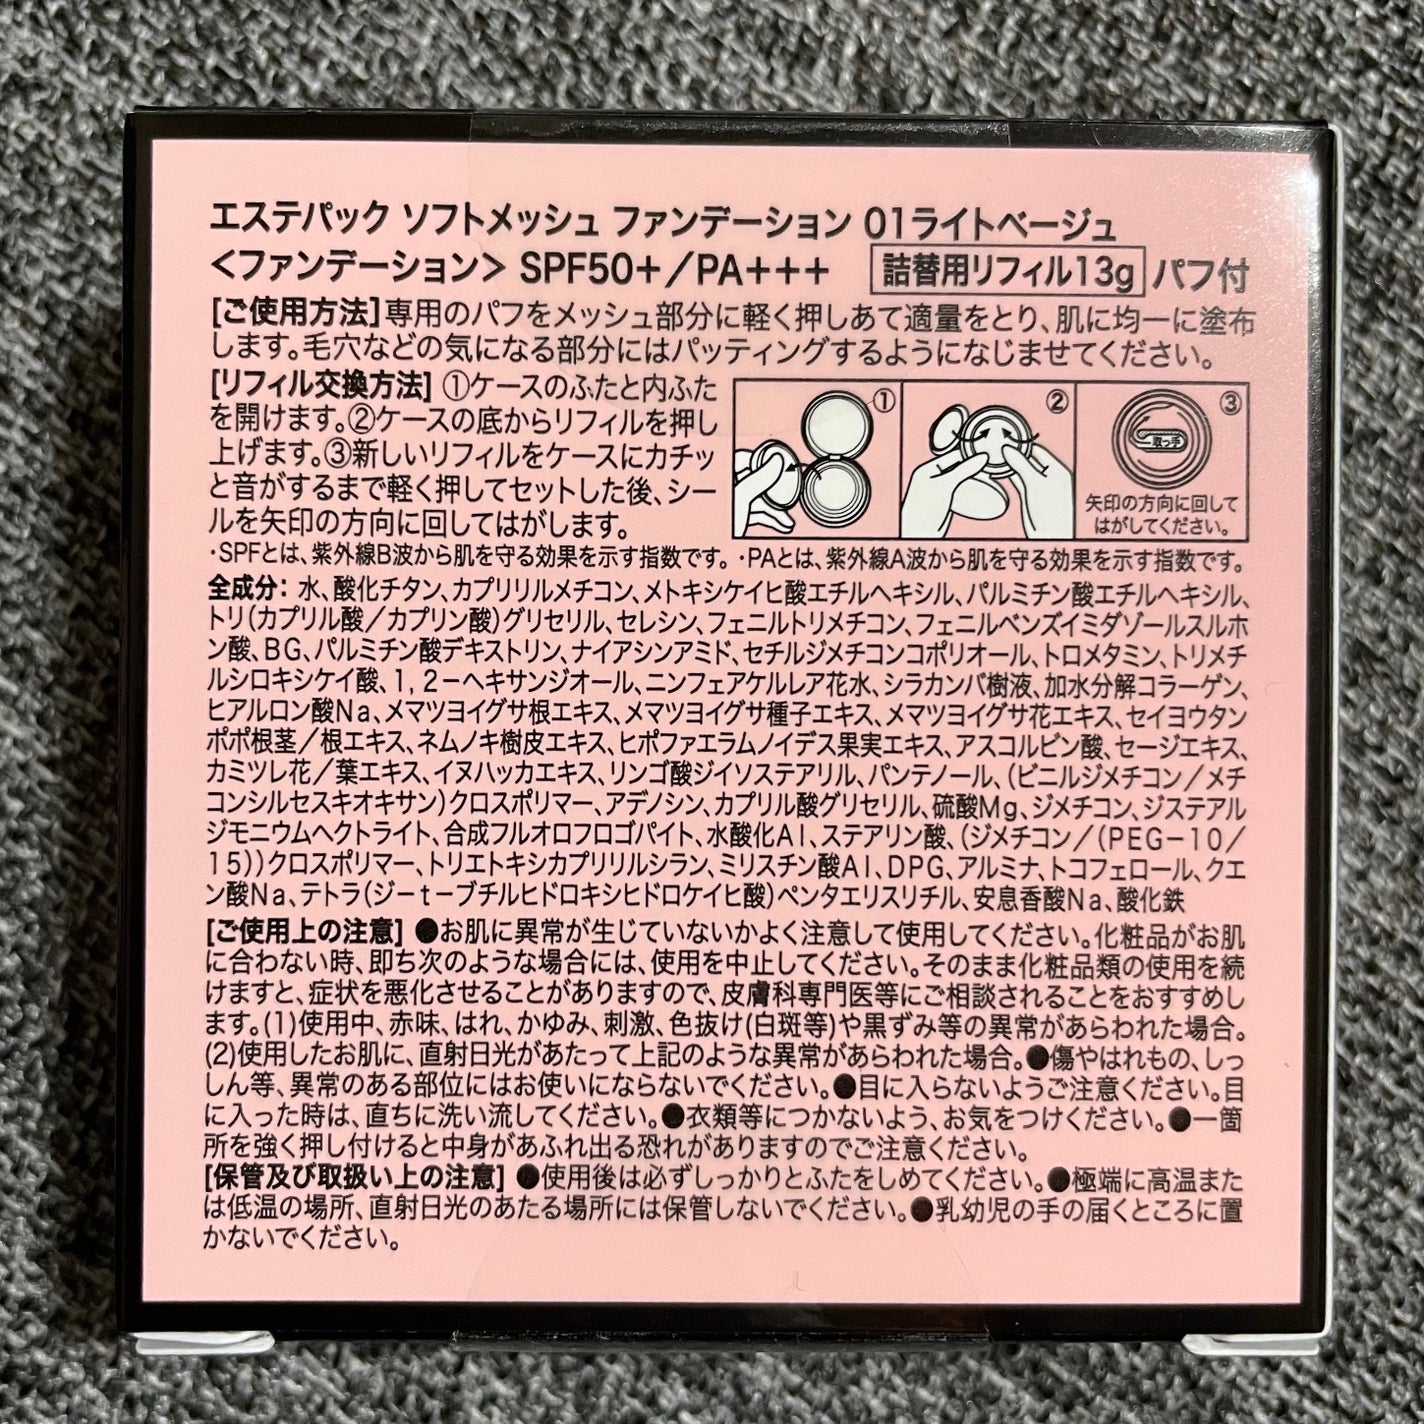 エステパック ソフトメッシュ ファンデーション 01ライトベージュ
<ファンデーション> SPF50+/PA+++ 詰替用リフィル13g パフ付
[ご使用方法]専用のパフをメッシュ部分に軽く押しあて適量をとり、肌に均一に塗布
します。毛穴などの気になる部分にはパッティングするようになじませてください。
[リフィル交換方法] ①ケースのふたと内ふた
を開けます。②ケースの底からリフィルを押し
上げます。③新しいリフィルをケースにカチッ
と音がするまで軽く押してセットした後、シー
ルを矢印の方向に回してはがします。
① ② ③
取っ手
矢印の方向に回して
はがしてください。
・SPFとは、紫外線B波から肌を守る効果を示す指数です。・PAとは、紫外線A波から肌を守る効果を示す指数です。
全成分：水、酸化チタン、カプリリルメチコン、メトキシケイヒ酸エチルヘキシル、パルミチン酸エチルヘキシル、
トリ(カプリル酸／カプリン酸)グリセリル、セレシン、フェニルトリメチコン、フェニルベンズイミダゾールスルホ
ン酸、BG、パルミチン酸デキストリン、ナイアシンアミド、セチルジメチコンコポリオール、トロメタミン、トリメチ
ルシロキシケイ酸、1，2－ヘキサンジオール、ニンフェアケルレア花水、シラカンバ樹液、加水分解コラーゲン、
ヒアルロン酸Na、メマツヨイグサ根エキス、メマツヨイグサ種子エキス、メマツヨイグサ花エキス、セイヨウタン
ポポ根茎／根エキス、ネムノキ樹皮エキス、ヒポファエラムノイデス果実エキス、アスコルビン酸、セージエキス、
カミツレ花／葉エキス、イヌハッカエキス、リンゴ酸ジイソステアリル、パンテノール、(ビニルジメチコン／メチ
コンシルセスキオキサン)クロスポリマー、アデノシン、カプリル酸グリセリル、硫酸Mg、ジメチコン、ジステアル
ジモニウムヘクトライト、合成フルオロフロゴパイト、水酸化Al、ステアリン酸、(ジメチコン／(PEG－10／
15))クロスポリマー、トリエトキシカプリリルシラン、ミリスチン酸Al、DPG、アルミナ、トコフェロール、クエ
ン酸Na、テトラ(ジ－t－ブチルヒドロキシヒドロケイヒ酸)ペンタエリスリチル、安息香酸Na、酸化鉄
[ご使用上の注意] ●お肌に異常が生じていないかよく注意して使用してください。化粧品がお肌
に合わない時、即ち次のような場合には、使用を中止してください。そのまま化粧品類の使用を続
けますと、症状を悪化させることがありますので、皮膚科専門医等にご相談されることをおすすめし
ます。(1)使用中、赤味、はれ、かゆみ、刺激、色抜け(白斑等)や黒ずみ等の異常があらわれた場合。
(2)使用したお肌に、直射日光があたって上記のような異常があらわれた場合。●傷やはれもの、しっ
しん等、異常のある部位にはお使いにならないでください。●目に入らないようご注意ください。目
に入った時は、直ちに洗い流してください。●衣類等につかないよう、お気をつけください。●一箇
所を強く押し付けると中身があふれ出る恐れがありますのでご注意ください。
[保管及び取扱い上の注意] ●使用後は必ずしっかりとふたをしめてください。●極端に高温また
は低温の場所、直射日光のあたる場所には保管しないでください。●乳幼児の手の届くところに置
かないでください。